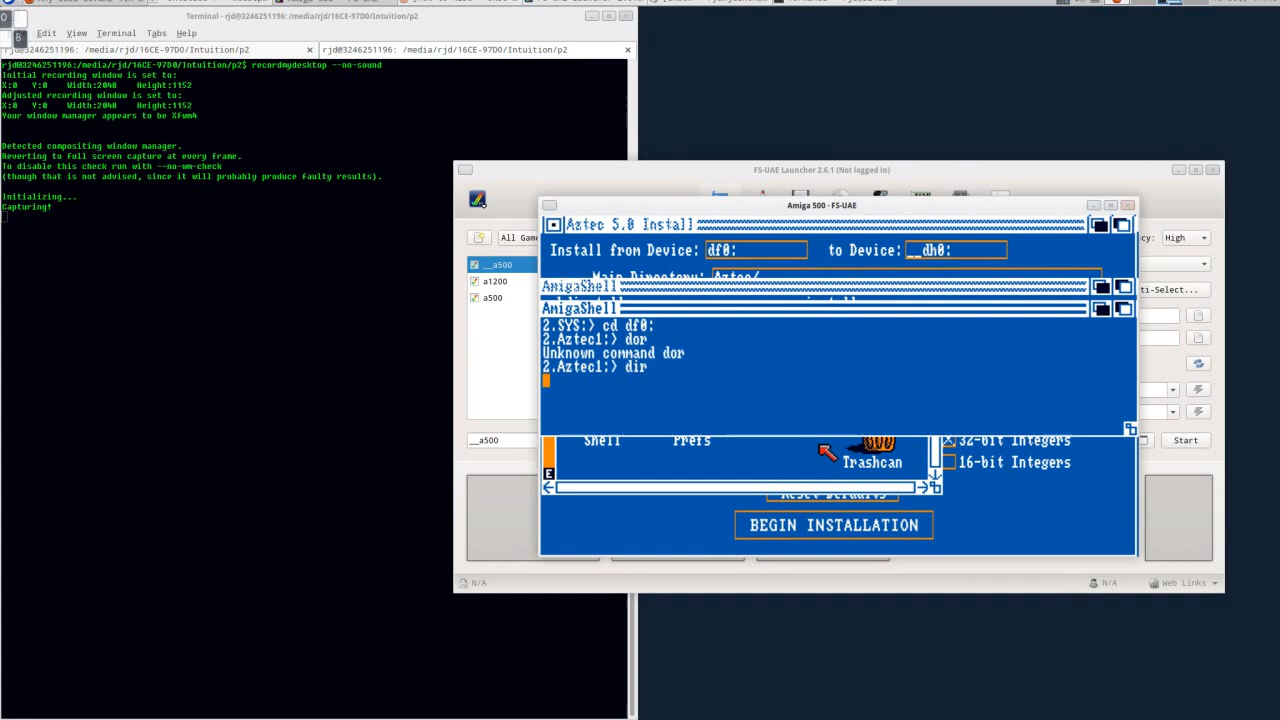 Terminal - rjd@3246251196: /media/rjd/16CE-97D0/Intuition/p2
Edit View Terminal Tabs Help
rjd@3246251196: /media/rjd/16CE-97D0/Intuition/p2
rjd@3246251196: /media/rjd/16CE-97D0/Intuition/p2
rjd@3246251196:/media/rjd/16CE-97D0/Intuition/p2$ recordmydesktop --no-sound
Initial recording window is set to:
X:0 Y:0 Width:2048 Height:1152
Adjusted recording window is set to:
X:0 Y:0 Width:2048 Height:1152
Your window manager appears to be Xfwm4
Detected compositing window manager.
Reverting to full screen capture at every frame.
To disable this check run with --no-wm-check
(though that is not advised, since it will probably produce faulty results).
Initializing...
Capturing!
FS-UAE Launcher 2.6.1 (Not logged in)
Amiga 500 · FS-UAE
All Gam
cy: High
__a500
a1200
a500
ti-Select...
__a500
Start
N/A
N/A
Web Links
Aztec 5.0 Install
Install from Device: df0: to Device: __dh0:
Main Directory: Aztec/
AmigaShell
AmigaShell
2.SYS:> cd df0:
2.Aztec1:> dor
Unknown command dor
2.Aztec1:> dir
Shell Prefs
Trashcan
32-bit Integers
16-bit Integers
Reset Defaults
BEGIN INSTALLATION